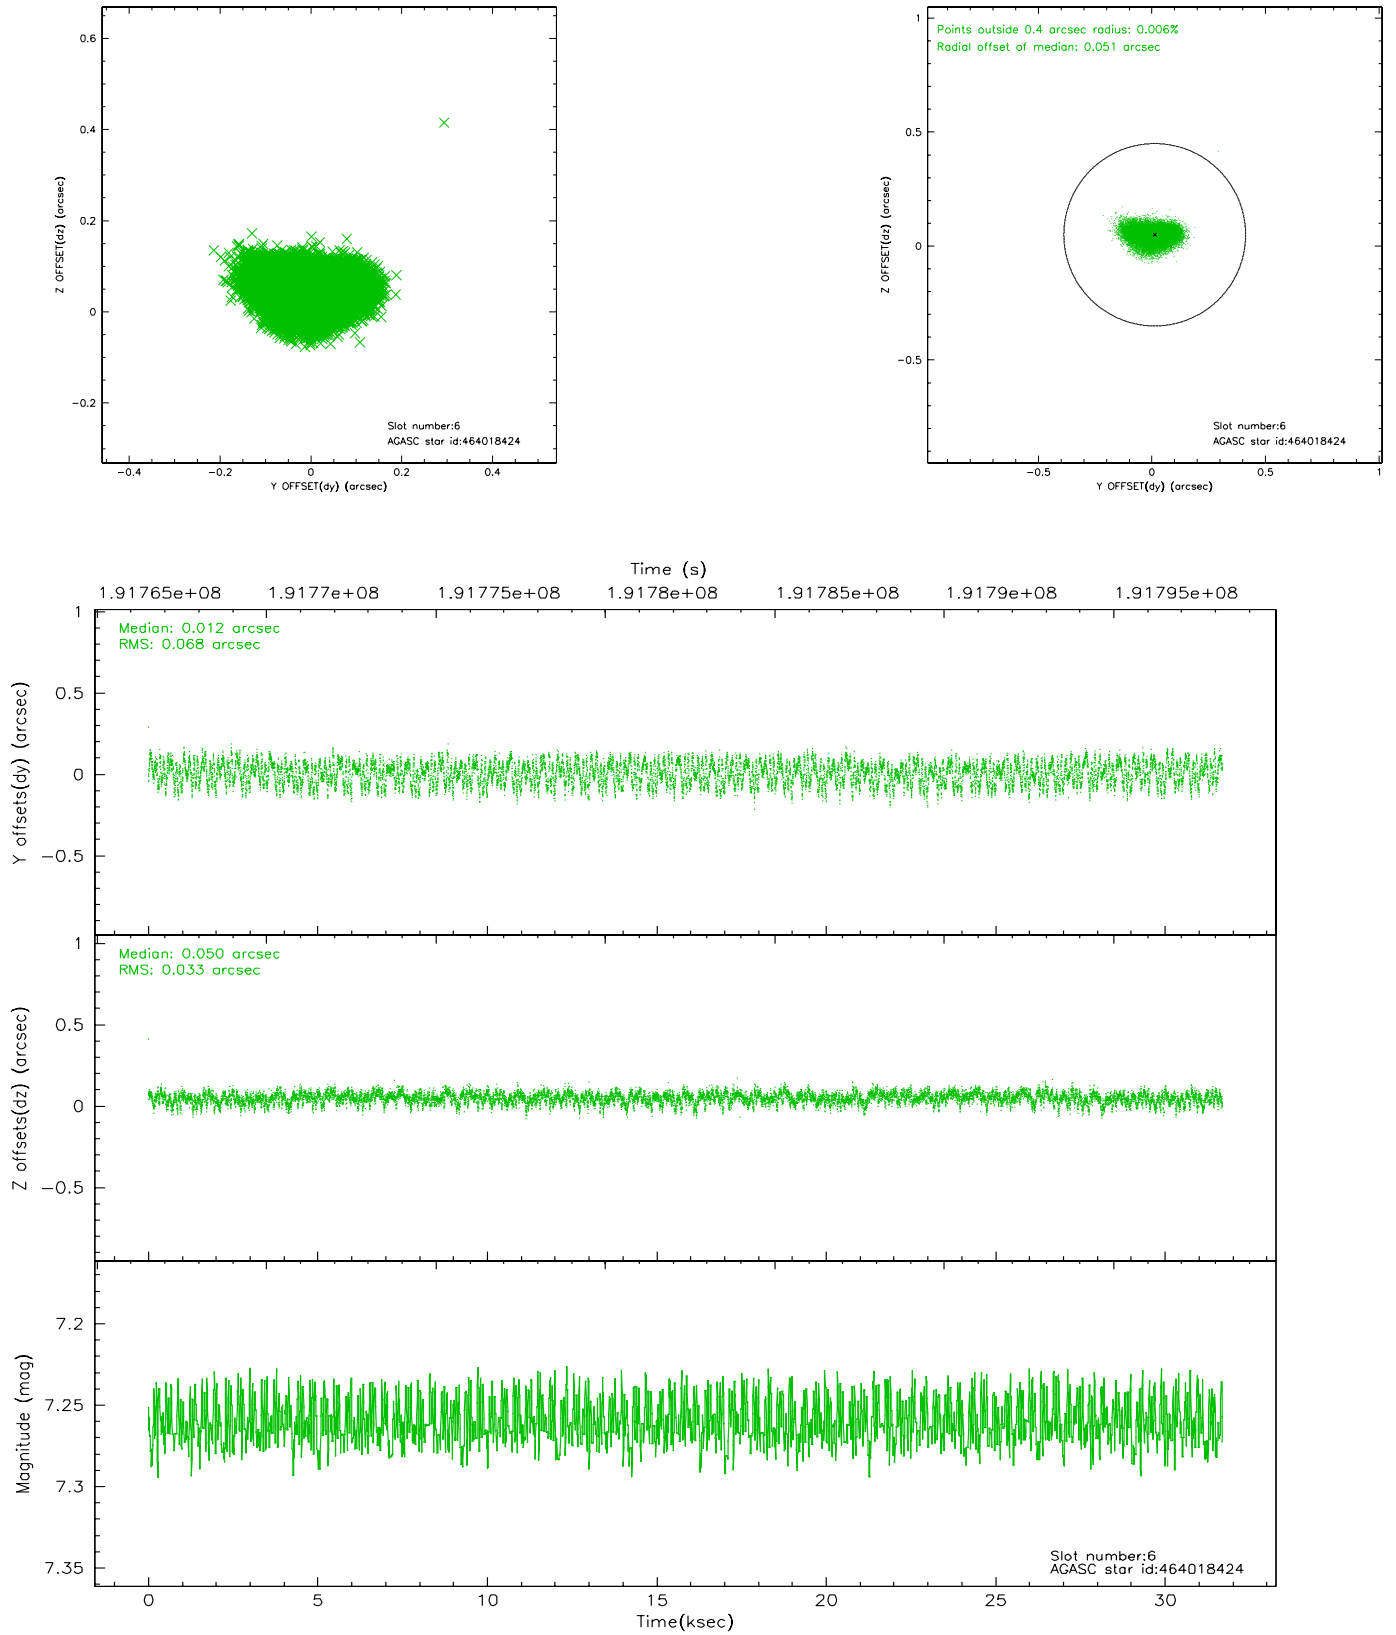 0.6
0.4
0.2
0
−0.2
−0.4
−0.2
0
0.2
0.4
Z OFFSET(dz) (arcsec)
Y OFFSET(dy) (arcsec)
Slot number:6
AGASC star id:464018424
Points outside 0.4 arcsec radius: 0.006%
Radial offset of median: 0.051 arcsec
1
0.5
0
−0.5
−0.5
0
0.5
1
Z OFFSET(dz) (arcsec)
Y OFFSET(dy) (arcsec)
Slot number:6
AGASC star id:464018424
Time (s)
1.91765e+08 1.9177e+08 1.91775e+08 1.9178e+08 1.91785e+08 1.9179e+08 1.91795e+08
Median: 0.012 arcsec
RMS: 0.068 arcsec
1
0.5
0
−0.5
Y offsets(dy) (arcsec)
Median: 0.050 arcsec
RMS: 0.033 arcsec
1
0.5
0
−0.5
Z offsets(dz) (arcsec)
7.2
7.25
7.3
7.35
Magnitude (mag)
Slot number:6
AGASC star id:464018424
0 5 10 15 20 25 30
Time(ksec)